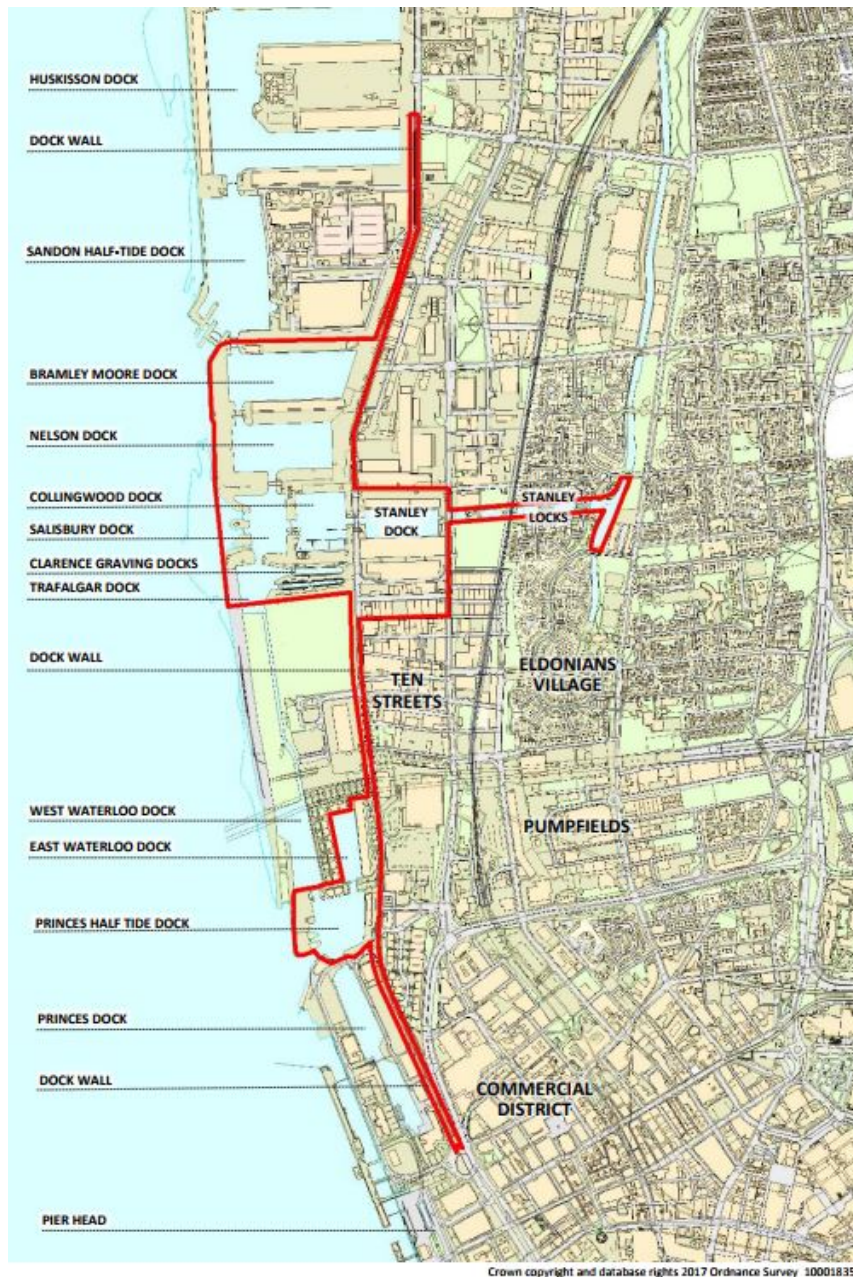 HUSKISSON DOCK
DOCK WALL
SANDON HALF-TIDE DOCK
BRAMLEY MOORE DOCK
NELSON DOCK
COLLINGWOOD DOCK
SALISBURY DOCK
CLARENCE GRAVING DOCKS
TRAFALGAR DOCK
STANLEY
DOCK
STANLEY
LOCKS
DOCK WALL
TEN
STREETS
ELDONIANS
VILLAGE
WEST WATERLOO DOCK
EAST WATERLOO DOCK
PUMPFIELDS
PRINCES HALF TIDE DOCK
PRINCES DOCK
DOCK WALL
COMMERCIAL
DISTRICT
PIER HEAD
Crown copyright and database rights 2017 Ordnance Survey